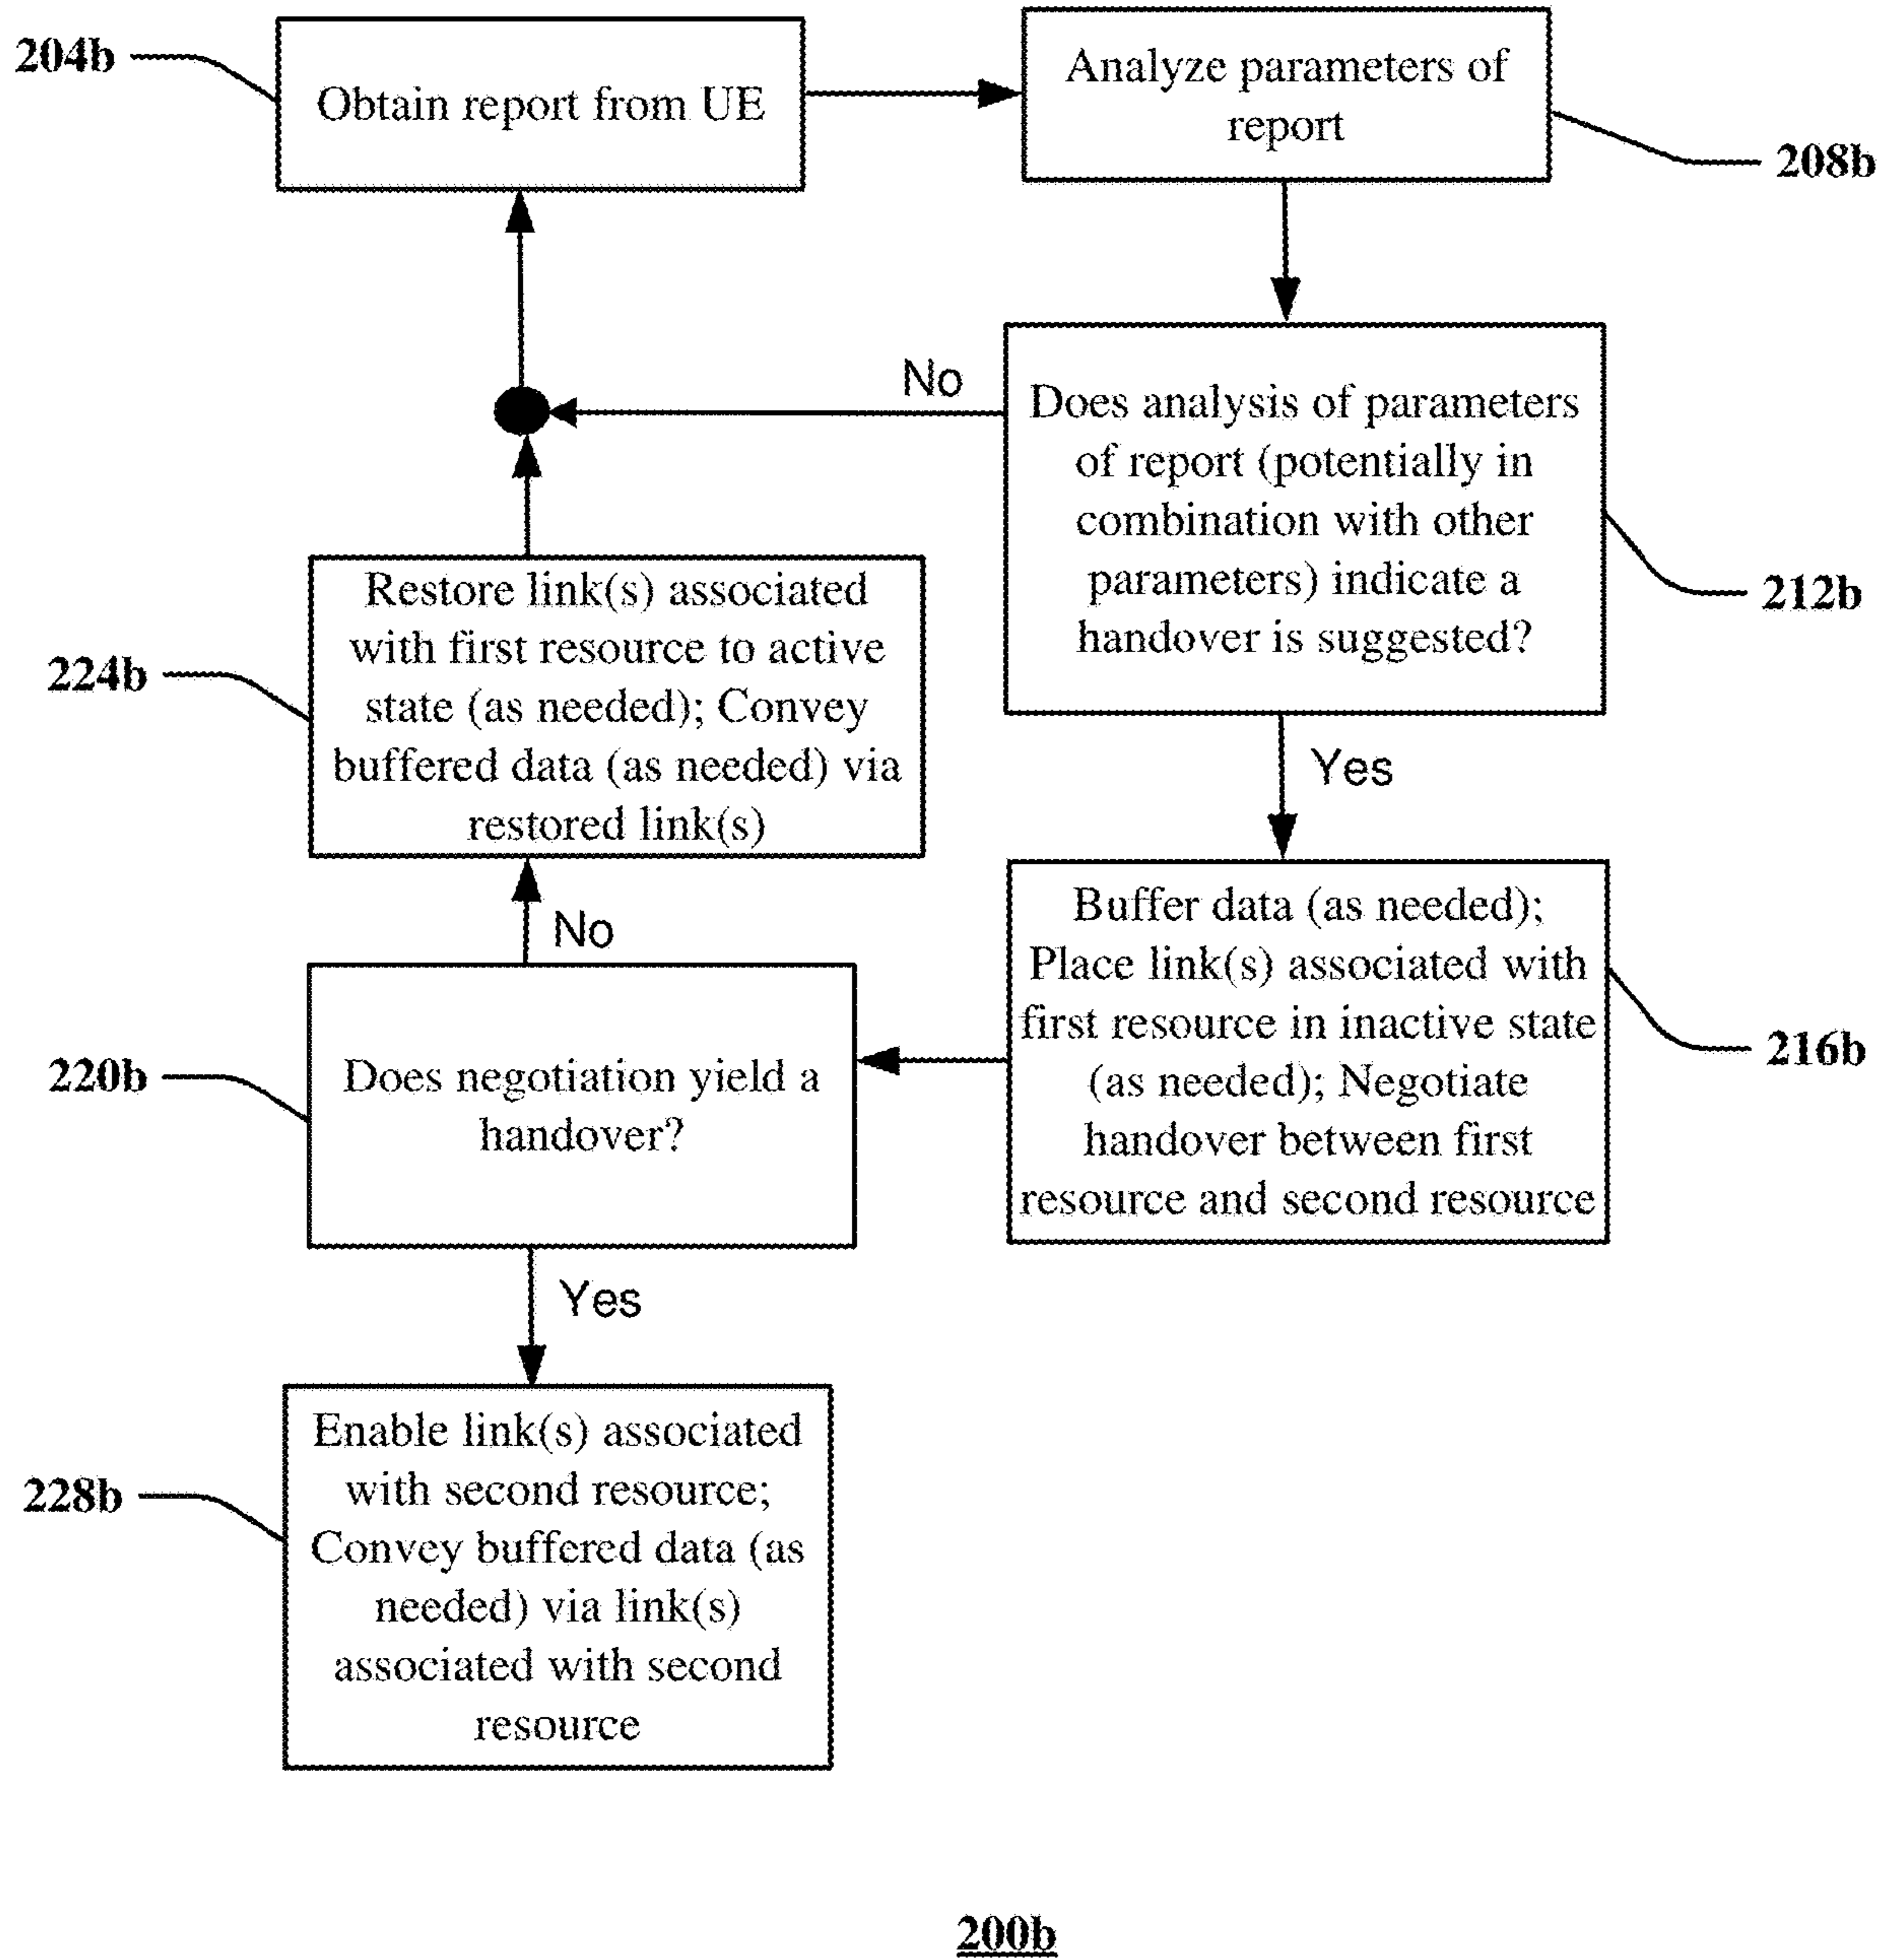 204b
Obtain report from UE
Analyze parameters of
report
208b
No
Does analysis of parameters
of report (potentially in
combination with other
parameters) indicate a
handover is suggested?
212b
Yes
Restore link(s) associated
with first resource to active
state (as needed); Convey
buffered data (as needed) via
restored link(s)
224b
No
Buffer data (as needed);
Place link(s) associated with
first resource in inactive state
(as needed); Negotiate
handover between first
resource and second resource
216b
220b
Does negotiation yield a
handover?
Yes
228b
Enable link(s) associated
with second resource;
Convey buffered data (as
needed) via link(s)
associated with second
resource
200b